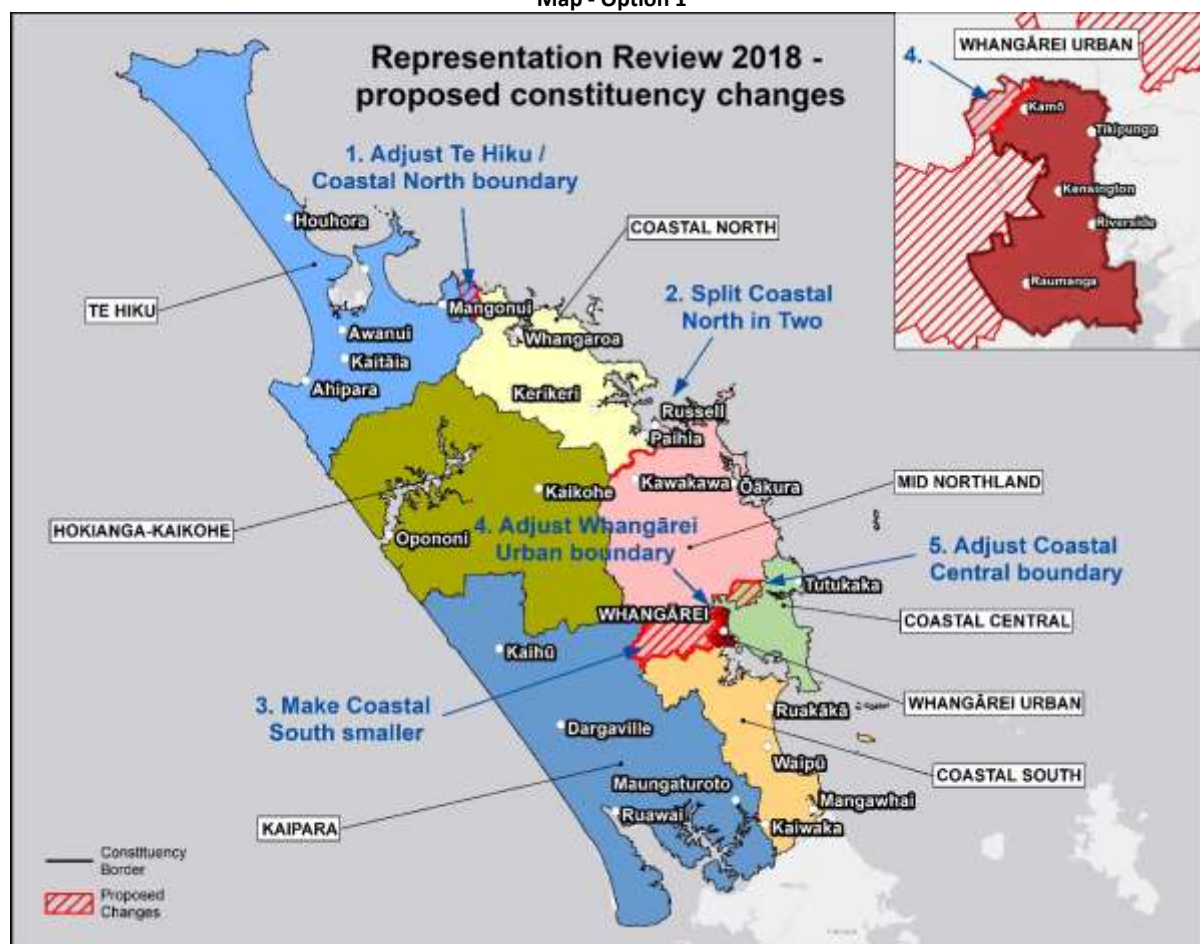 Map - Option 1
Representation Review 2018 -
proposed constituency changes
WHANGĀREI URBAN
4.
Kamō
Tikipunga
Kensington
Riverside
Raumanga
1. Adjust Te Hiku /
Coastal North boundary
Houhora
COASTAL NORTH
TE HIKU
Mangonui
2. Split Coastal
North in Two
Awanui
Whangaroa
Kaitāia
Ahipara
Kerikeri
Russell
Paihia
Kawakawa
Ōākura
MID NORTHLAND
Kaikohe
HOKIANGA-KAIKOHE
Opononi
4. Adjust Whangārei
Urban boundary
5. Adjust Coastal
Central boundary
Tutukaka
WHANGĀREI
COASTAL CENTRAL
Kaihū
3. Make Coastal
South smaller
WHANGĀREI URBAN
Ruakākā
Dargaville
Waipū
COASTAL SOUTH
Maungaturoto
Mangawhai
Ruawai
Kaiwaka
KAIPARA
Constituency
Border
Proposed
Changes